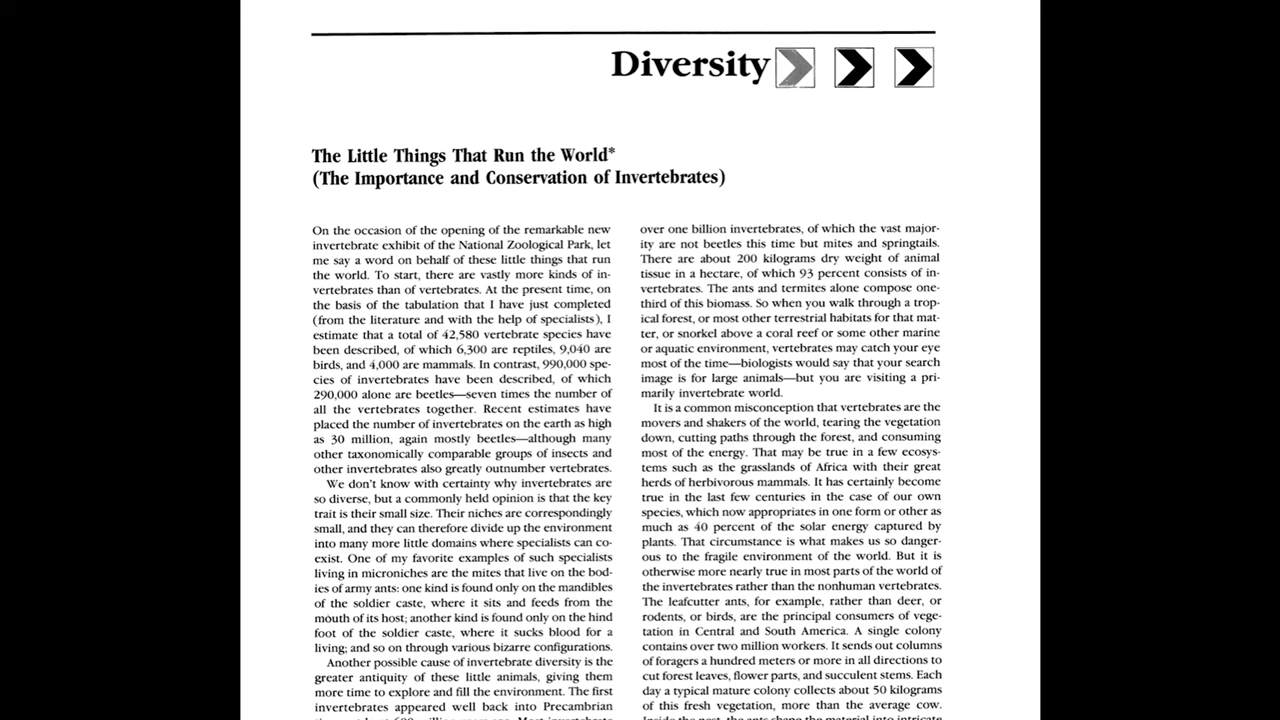 Diversity
The Little Things That Run the World*
(The Importance and Conservation of Invertebrates)
On the occasion of the opening of the remarkable new
invertebrate exhibit of the National Zoological Park, let
me say a word on behalf of these little things that run
the world. To start, there are vastly more kinds of in-
vertebrates than of vertebrates. At the present time, on
the basis of the tabulation that I have just completed
(from the literature and with the help of specialists), I
estimate that a total of 42,580 vertebrate species have
been described, of which 6,300 are reptiles, 9,040 are
birds, and 4,000 are mammals. In contrast, 990,000 spe-
cies of invertebrates have been described, of which
290,000 alone are beetles—seven times the number of
all the vertebrates together. Recent estimates have
placed the number of invertebrates on the earth as high
as 30 million, again mostly beetles—although many
other taxonomically comparable groups of insects and
other invertebrates also greatly outnumber vertebrates.
We don't know with certainty why invertebrates are
so diverse, but a commonly held opinion is that the key
trait is their small size. Their niches are correspondingly
small, and they can therefore divide up the environment
into many more little domains where specialists can co-
exist. One of my favorite examples of such specialists
living in microniches are the mites that live on the bod-
ies of army ants: one kind is found only on the mandibles
of the soldier caste, where it sits and feeds from the
mouth of its host; another kind is found only on the hind
foot of the soldier caste, where it sucks blood for a
living; and so on through various bizarre configurations.
Another possible cause of invertebrate diversity is the
greater antiquity of these little animals, giving them
more time to explore and fill the environment. The first
invertebrates appeared well back into Precambrian
over one billion invertebrates, of which the vast major-
ity are not beetles this time but mites and springtails.
There are about 200 kilograms dry weight of animal
tissue in a hectare, of which 93 percent consists of in-
vertebrates. The ants and termites alone compose one-
third of this biomass. So when you walk through a trop-
ical forest, or most other terrestrial habitats for that mat-
ter, or snorkel above a coral reef or some other marine
or aquatic environment, vertebrates may catch your eye
most of the time—biologists would say that your search
image is for large animals—but you are visiting a pri-
marily invertebrate world.
It is a common misconception that vertebrates are the
movers and shakers of the world, tearing the vegetation
down, cutting paths through the forest, and consuming
most of the energy. That may be true in a few ecosys-
tems such as the grasslands of Africa with their great
herds of herbivorous mammals. It has certainly become
true in the last few centuries in the case of our own
species, which now appropriates in one form or other as
much as 40 percent of the solar energy captured by
plants. That circumstance is what makes us so danger-
ous to the fragile environment of the world. But it is
otherwise more nearly true in most parts of the world of
the invertebrates rather than the nonhuman vertebrates.
The leafcutter ants, for example, rather than deer, or
rodents, or birds, are the principal consumers of vege-
tation in Central and South America. A single colony
contains over two million workers. It sends out columns
of foragers a hundred meters or more in all directions to
cut forest leaves, flower parts, and succulent stems. Each
day a typical mature colony collects about 50 kilograms
of this fresh vegetation, more than the average cow.